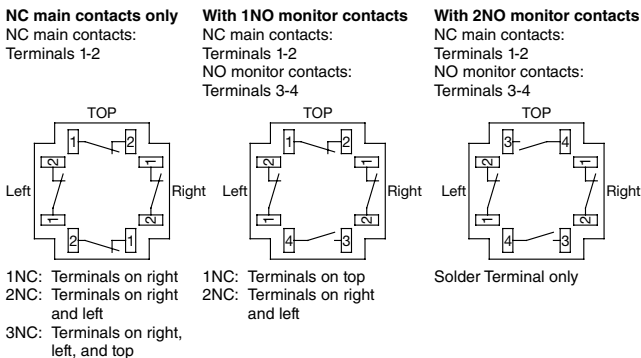 NC main contacts only
NC main contacts:
Terminals 1-2
TOP
1 2
2 1
Left Right
1 2
2 1
1NC: Terminals on right
2NC: Terminals on right
and left
3NC: Terminals on right,
left, and top
With 1NO monitor contacts
NC main contacts:
Terminals 1-2
NO monitor contacts:
Terminals 3-4
TOP
1 2
2 1
Left Right
1 2
4 3
1NC: Terminals on top
2NC: Terminals on right
and left
With 2NO monitor contacts
NC main contacts:
Terminals 1-2
NO monitor contacts:
Terminals 3-4
TOP
3 4
2 1
Left Right
1 2
4 3
Solder Terminal only